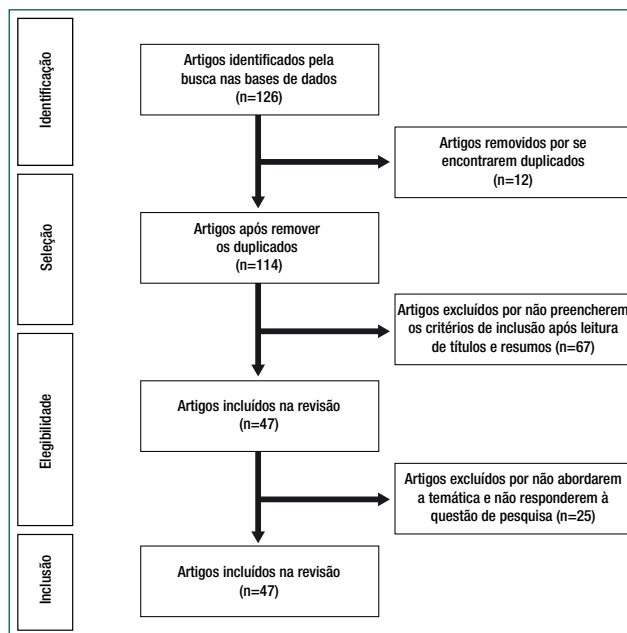 Identificação
Artigos identificados pela
busca nas bases de dados
(n=126)
Artigos removidos por se
encontrarem duplicados
(n=12)
Seleção
Artigos após remover
os duplicados
(n=114)
Artigos excluídos por não preencherem
os critérios de inclusão após leitura
de títulos e resumos (n=67)
Elegibilidade
Artigos incluídos na revisão
(n=47)
Artigos excluídos por não abordarem
a temática e não responderem à
questão de pesquisa (n=25)
Inclusão
Artigos incluídos na revisão
(n=47)